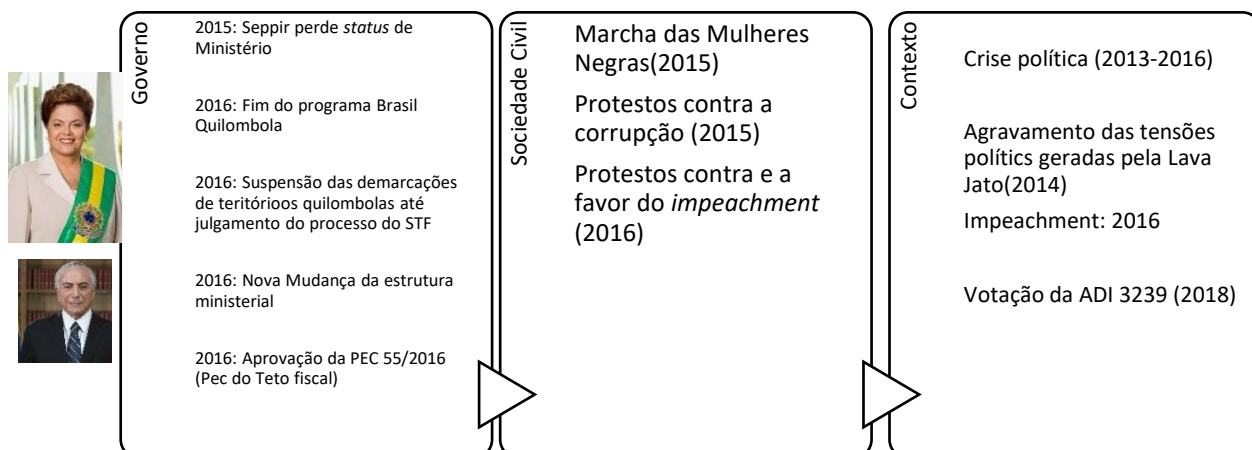 Governo
2015: Seppir perde status de
Ministério
2016: Fim do programa Brasil
Quilombola
2016: Suspensão das demarcações
de teritórioos quilombolas até
julgamento do processo do STF
2016: Nova Mudança da estrutura
ministerial
2016: Aprovação da PEC 55/2016
(Pec do Teto fiscal)
Sociedade Civil
Marcha das Mulheres
Negras(2015)
Protestos contra a
corrupção (2015)
Protestos contra e a
favor do impeachment
(2016)
Contexto
Crise política (2013-2016)
Agravamento das tensões
polítics geradas pela Lava
Jato(2014)
Impeachment: 2016
Votação da ADI 3239 (2018)